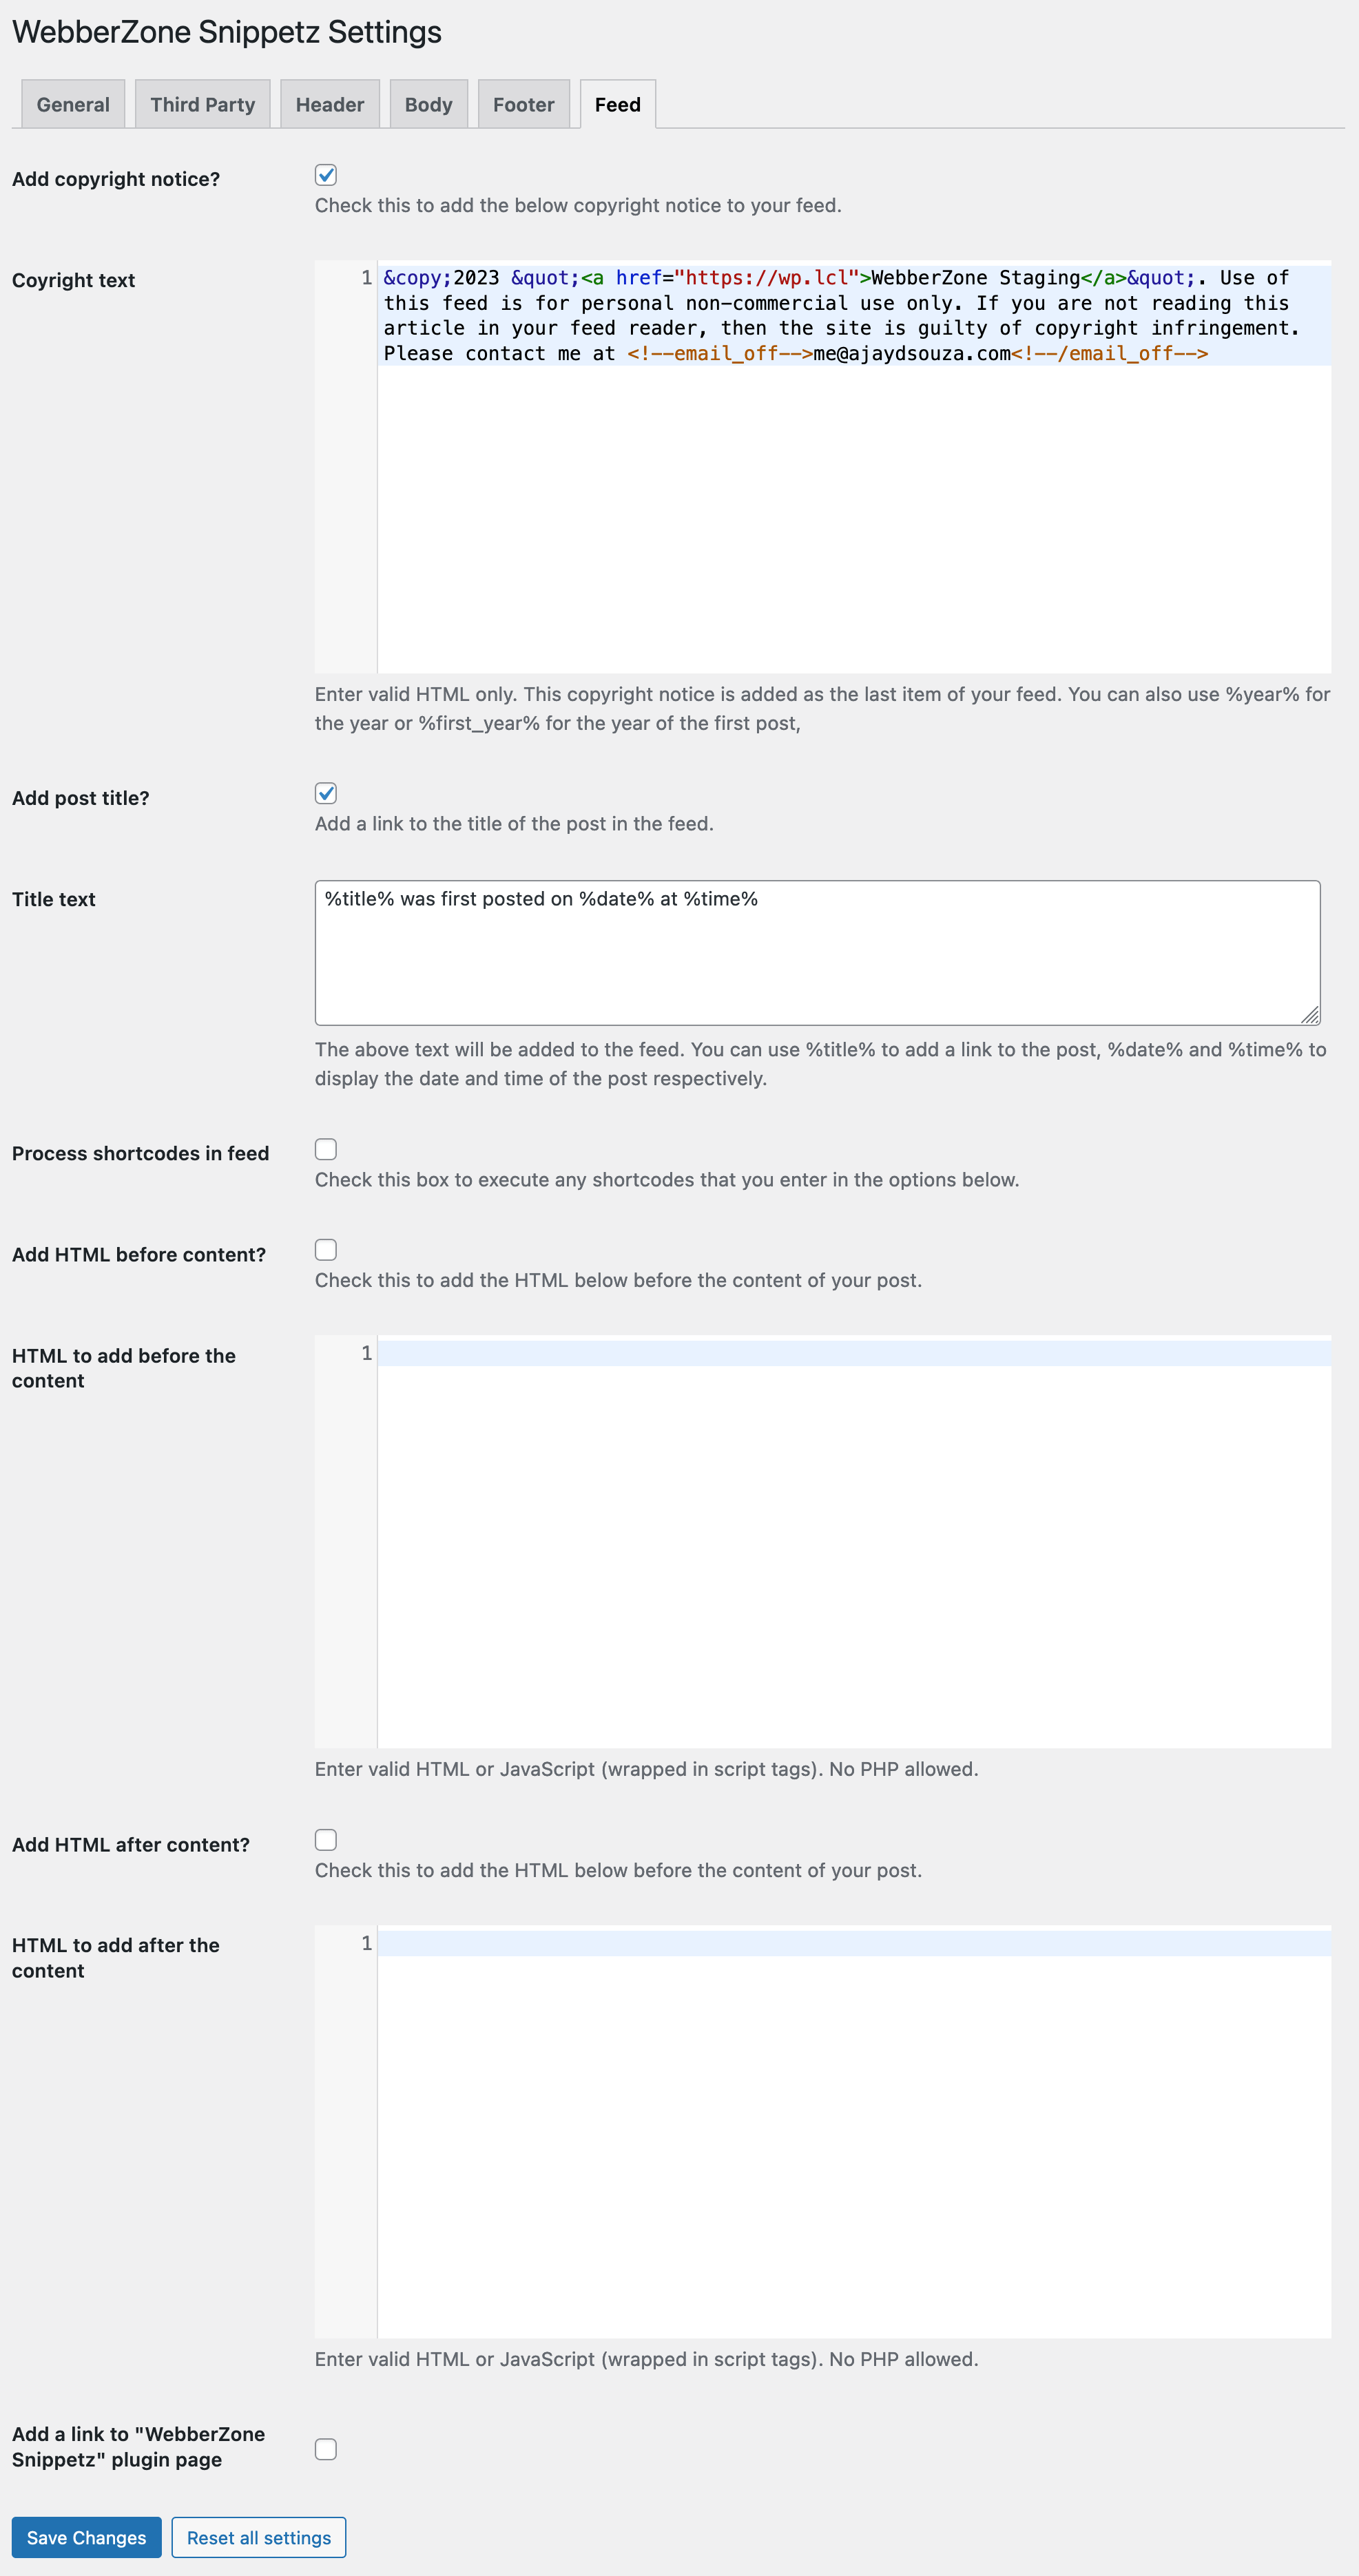 WebberZone Snippetz Settings
General
Third Party
Header
Body
Footer
Feed
Add copyright notice?
Check this to add the below copyright notice to your feed.
Coyright text
1
&copy;2023 &quot;<a href="https://wp.lcl">WebberZone Staging</a>&quot;. Use of
this feed is for personal non-commercial use only. If you are not reading this
article in your feed reader, then the site is guilty of copyright infringement.
Please contact me at <!--email_off-->me@ajaydsouza.com<!--/email_off-->
Enter valid HTML only. This copyright notice is added as the last item of your feed. You can also use %year% for
the year or %first_year% for the year of the first post,
Add post title?
Add a link to the title of the post in the feed.
Title text
%title% was first posted on %date% at %time%
The above text will be added to the feed. You can use %title% to add a link to the post, %date% and %time% to
display the date and time of the post respectively.
Process shortcodes in feed
Check this box to execute any shortcodes that you enter in the options below.
Add HTML before content?
Check this to add the HTML below before the content of your post.
HTML to add before the
content
1
Enter valid HTML or JavaScript (wrapped in script tags). No PHP allowed.
Add HTML after content?
Check this to add the HTML below before the content of your post.
HTML to add after the
content
1
Enter valid HTML or JavaScript (wrapped in script tags). No PHP allowed.
Add a link to "WebberZone
Snippetz" plugin page
Save Changes
Reset all settings